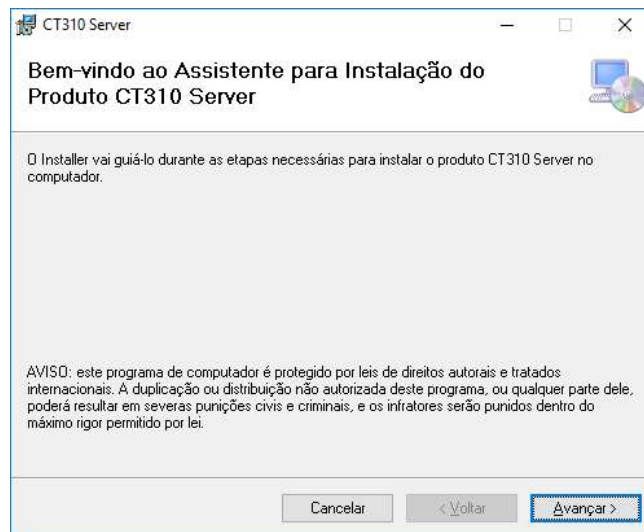 CT310 Server
Bem-vindo ao Assistente para Instalação do
Produto CT310 Server
O Installer vai guiá-lo durante as etapas necessárias para instalar o produto CT310 Server no
computador.
AVISO: este programa de computador é protegido por leis de direitos autorais e tratados
internacionais. A duplicação ou distribuição não autorizada deste programa, ou qualquer parte dele,
poderá resultar em severas punições civis e criminais, e os infratores serão punidos dentro do
máximo rigor permitido por lei.
Cancelar < Voltar Avançar >